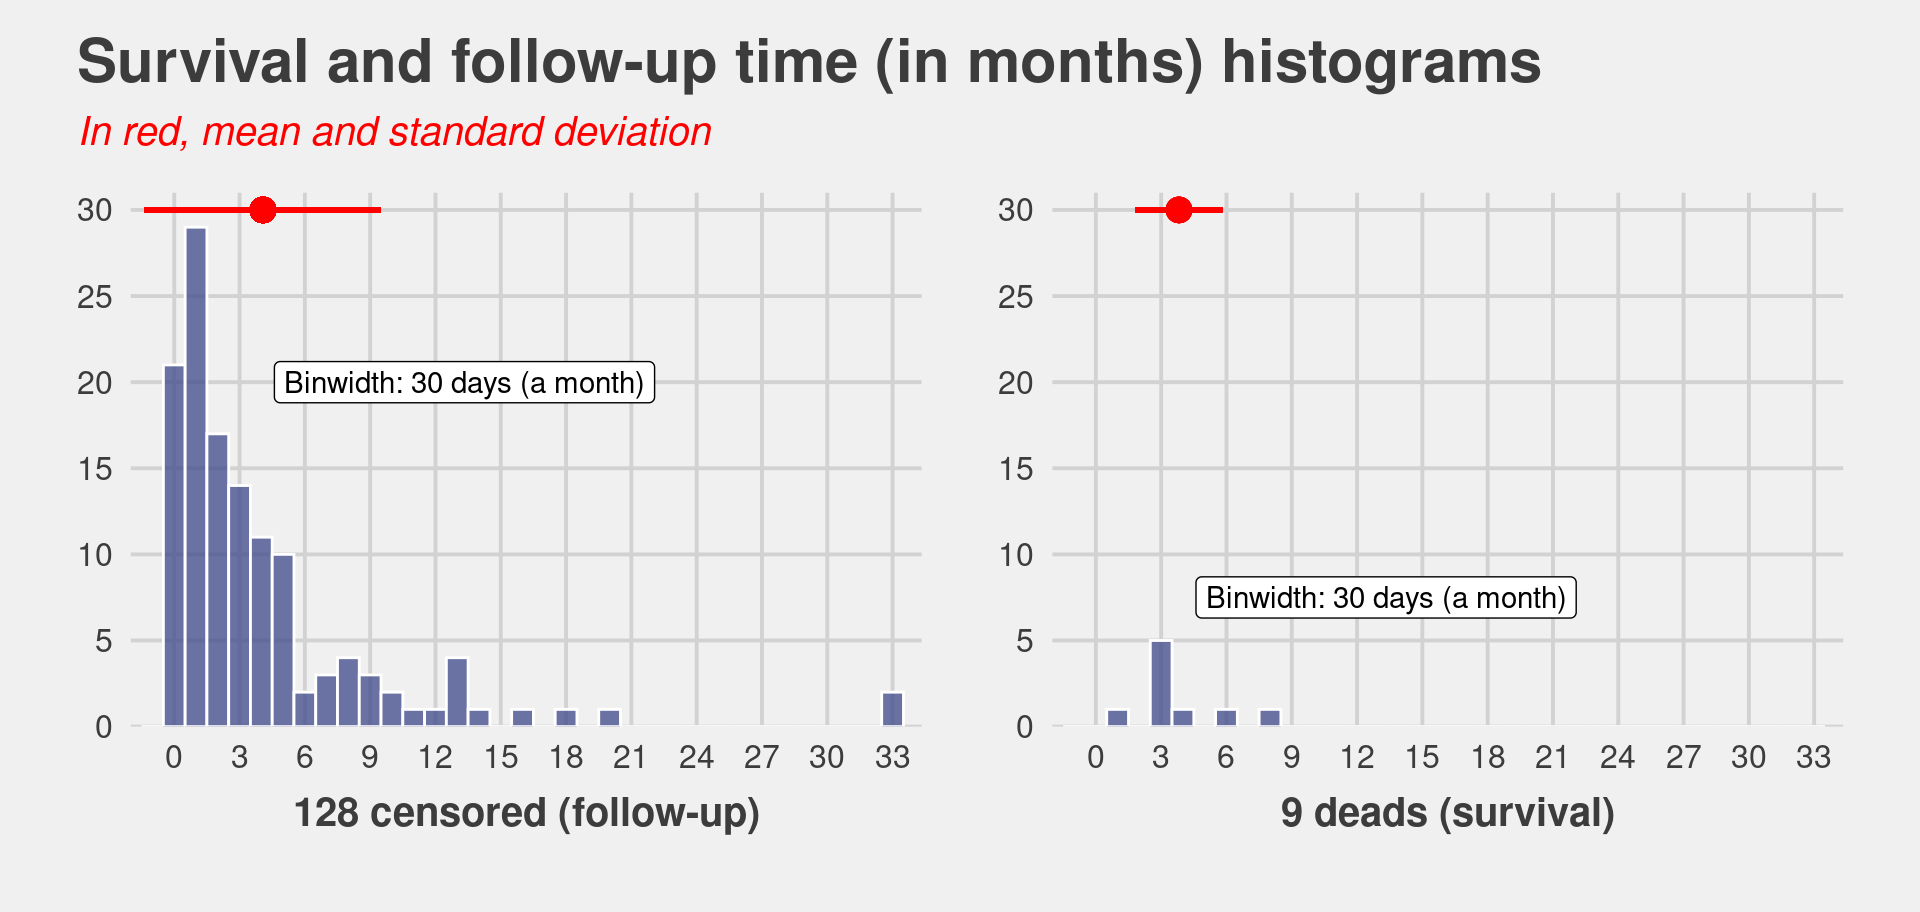 Survival and follow-up time (in months) histograms
In red, mean and standard deviation
30
25
20
15
10
5
0
Binwidth: 30 days (a month)
0 3 6 9 12 15 18 21 24 27 30 33
128 censored (follow-up)
30
25
20
15
10
5
0
Binwidth: 30 days (a month)
0 3 6 9 12 15 18 21 24 27 30 33
9 deads (survival)